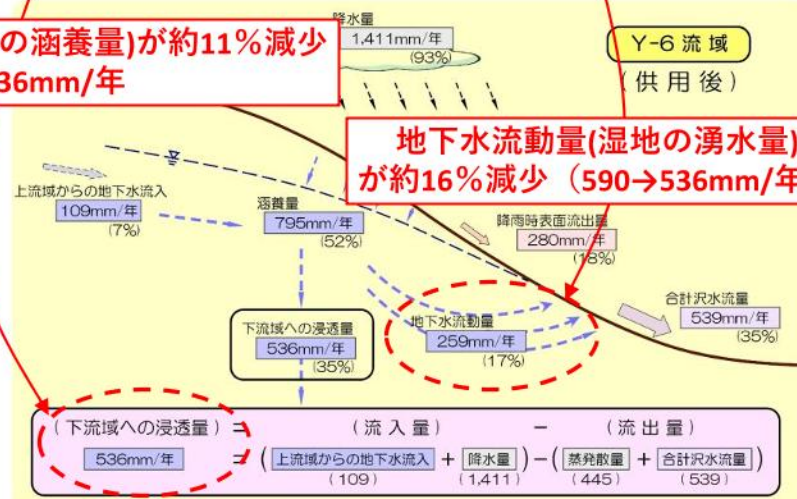 降水量
1,411mm/年
(93%)
Y-6 流域
(供用後)
の涵養量)が約11%減少
36mm/年
地下水流動量(湿地の湧水量)
が約16%減少（590→536mm/年
上流域からの地下水流入
109mm/年
(7%)
涵養量
795mm/年
(52%)
降雨時表面流出量
280mm/年
(18%)
合計沢水流量
539mm/年
(35%)
下流域への浸透量
536mm/年
(35%)
地下水流動量
259mm/年
(17%)
(下流域への浸透量) = (流入量) − (流出量)
536mm/年 = (上流域からの地下水流入 + 降水量) − (蒸発散量 + 合計沢水流量)
(109) (1,411) (445) (539)